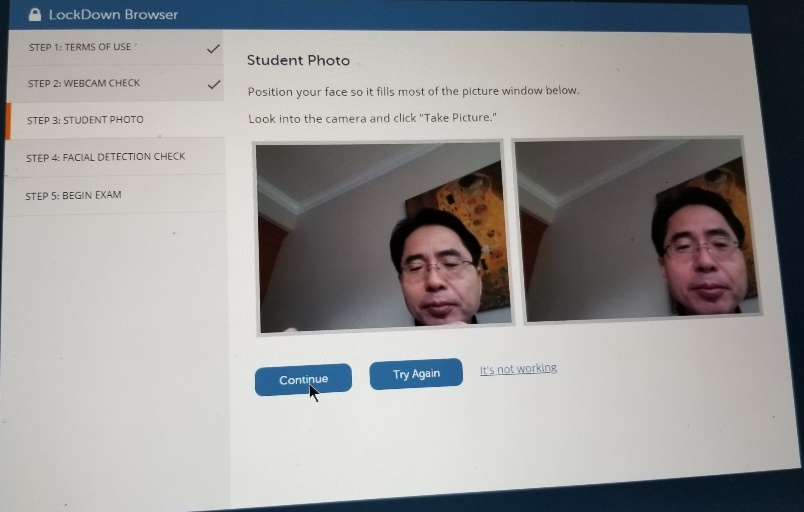 LockDown Browser
STEP 1: TERMS OF USE
STEP 2: WEBCAM CHECK
STEP 3: STUDENT PHOTO
STEP 4: FACIAL DETECTION CHECK
STEP 5: BEGIN EXAM
Student Photo
Position your face so it fills most of the picture window below.
Look into the camera and click "Take Picture."
Continue
Try Again
It's not working